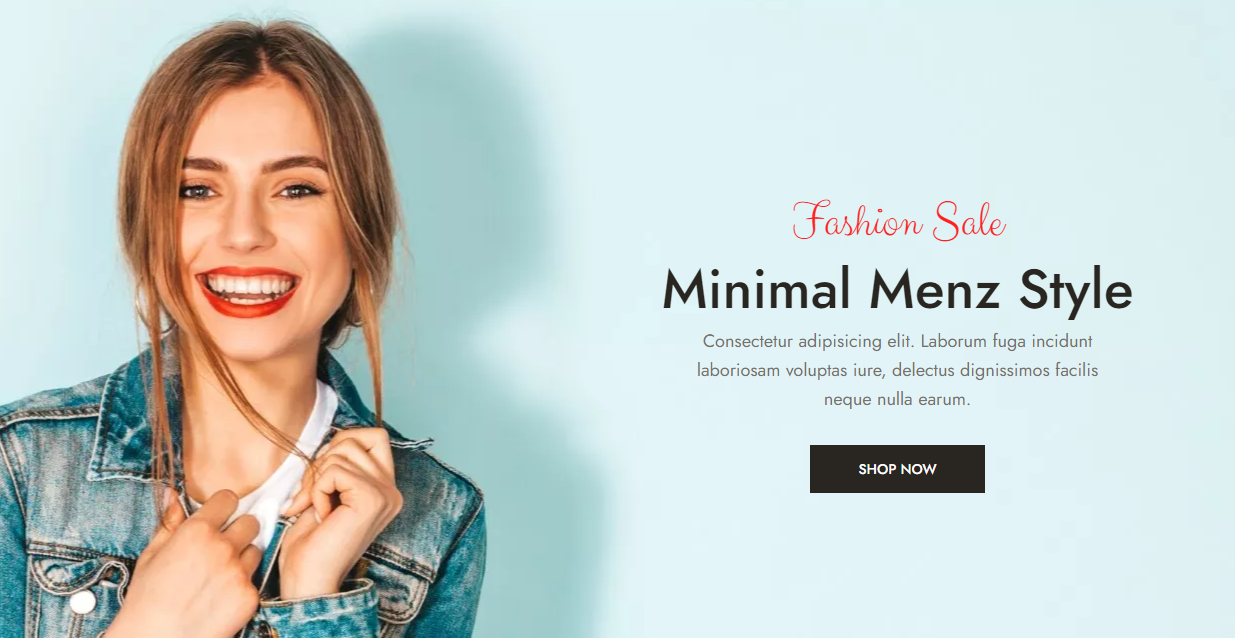 Fashion Sale
Minimal Menz Style
Consectetur adipisicing elit. Laborum fuga incidunt
laboriosam voluptas iure, delectus dignissimos facilis
neque nulla earum.
SHOP NOW